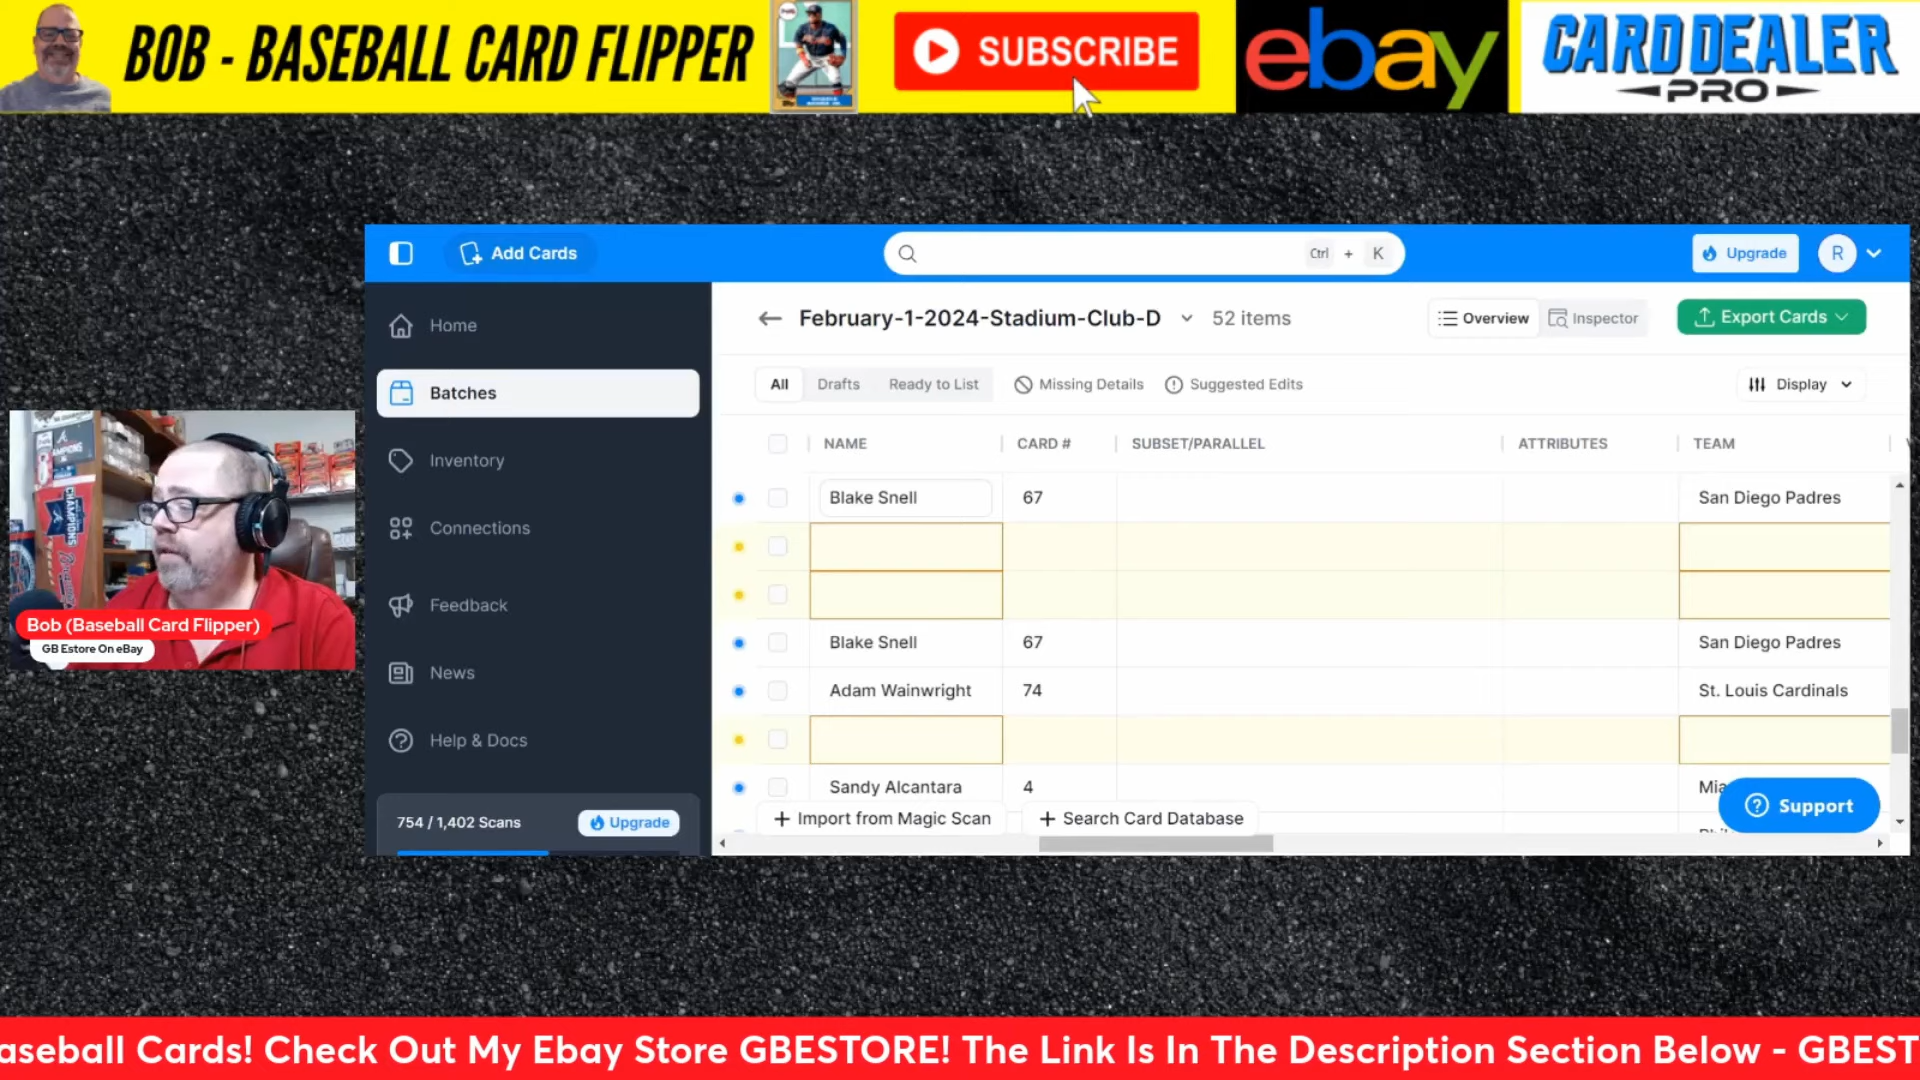 BOB - BASEBALL CARD FLIPPER
SUBSCRIBE
ebay
CARD DEALER
PRO
Add Cards
Ctrl + K
Upgrade
R
Home
Batches
Inventory
Connections
Feedback
News
Help & Docs
754 / 1,402 Scans
Upgrade
February-1-2024-Stadium-Club-D
52 items
Overview
Inspector
Export Cards
All
Drafts
Ready to List
Missing Details
Suggested Edits
Display
NAME
CARD #
SUBSET/PARALLEL
ATTRIBUTES
TEAM
Blake Snell
67
San Diego Padres
Blake Snell
67
San Diego Padres
Adam Wainwright
74
St. Louis Cardinals
Sandy Alcantara
4
Import from Magic Scan
Search Card Database
Support
Bob (Baseball Card Flipper)
GB Estore On eBay
aseball Cards! Check Out My Ebay Store GBESTORE! The Link Is In The Description Section Below - GBEST